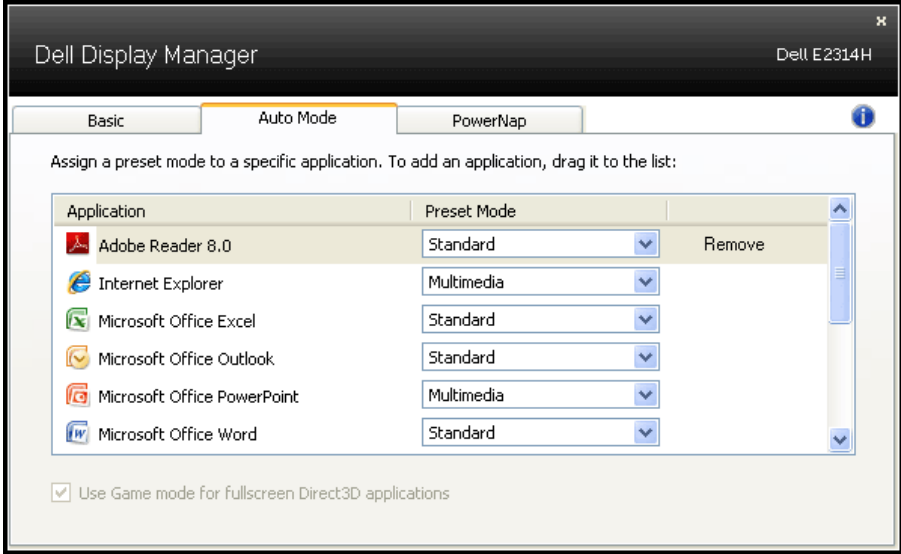 Dell Display Manager
Dell E2314H
Basic
Auto Mode
PowerNap
Assign a preset mode to a specific application. To add an application, drag it to the list:
Application Preset Mode
Adobe Reader 8.0 Standard Remove
Internet Explorer Multimedia
Microsoft Office Excel Standard
Microsoft Office Outlook Standard
Microsoft Office PowerPoint Multimedia
Microsoft Office Word Standard
Use Game mode for fullscreen Direct3D applications